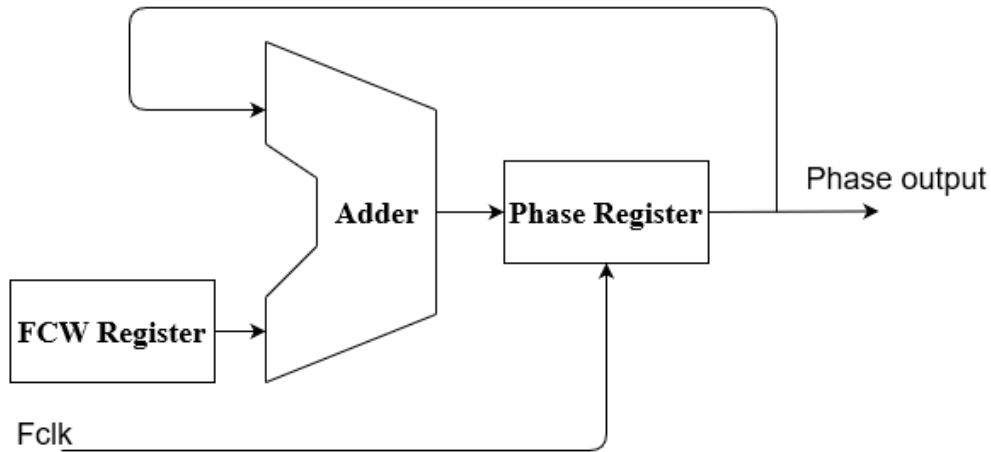 Phase output
Adder
Phase Register
FCW Register
Fclk